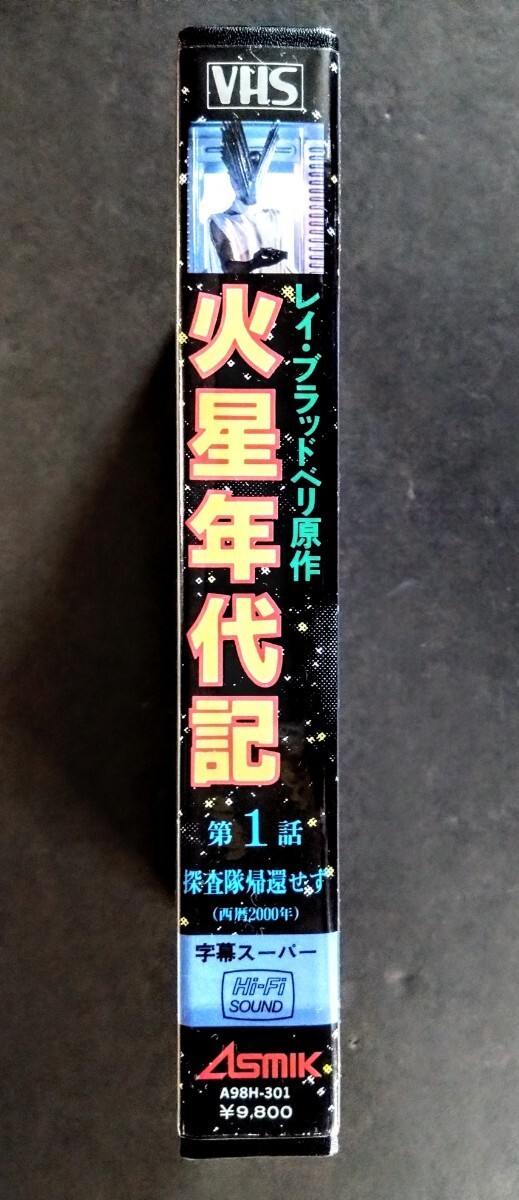 VHS
レイ・ブラッドベリ原作
火星年代記
第1話
探査隊帰還せず
(西暦2000年)
字幕スーパー
Hi-Fi
SOUND
ASMIK
A98H-301
¥9,800